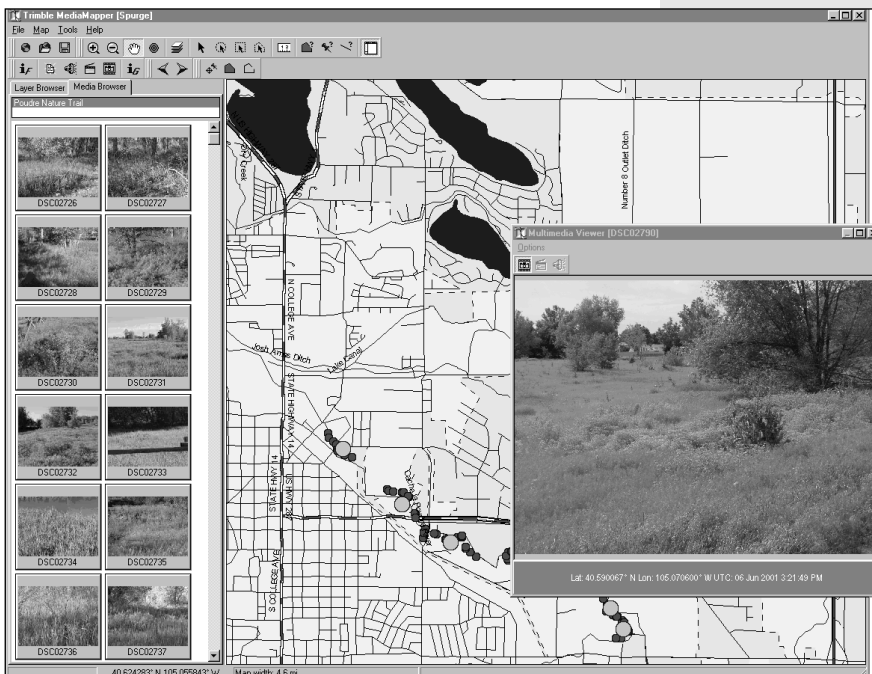 Trimble MediaMapper [Spurge]
File Map Tools Help
Layer Browser Media Browser
Poudre Nature Trail
DSC02726 DSC02727
DSC02728 DSC02729
DSC02730 DSC02731
DSC02732 DSC02733
DSC02734 DSC02735
DSC02736 DSC02737
Dry Creek
Number 8 Outlet Ditch
N COLLEGE AVE
Josh Ames Ditch
Lake Canal
STATE HIGHWAY 14
STATE HWY 14
US HWY 287
S COLLEGE AVE
Multimedia Viewer [DSC02790]
Options
Lat: 40.590067° N Lon: 105.070600° W UTC: 06 Jun 2001 3:21:49 PM
40.624283° N 105.055843° W Map width: 4.6 mi